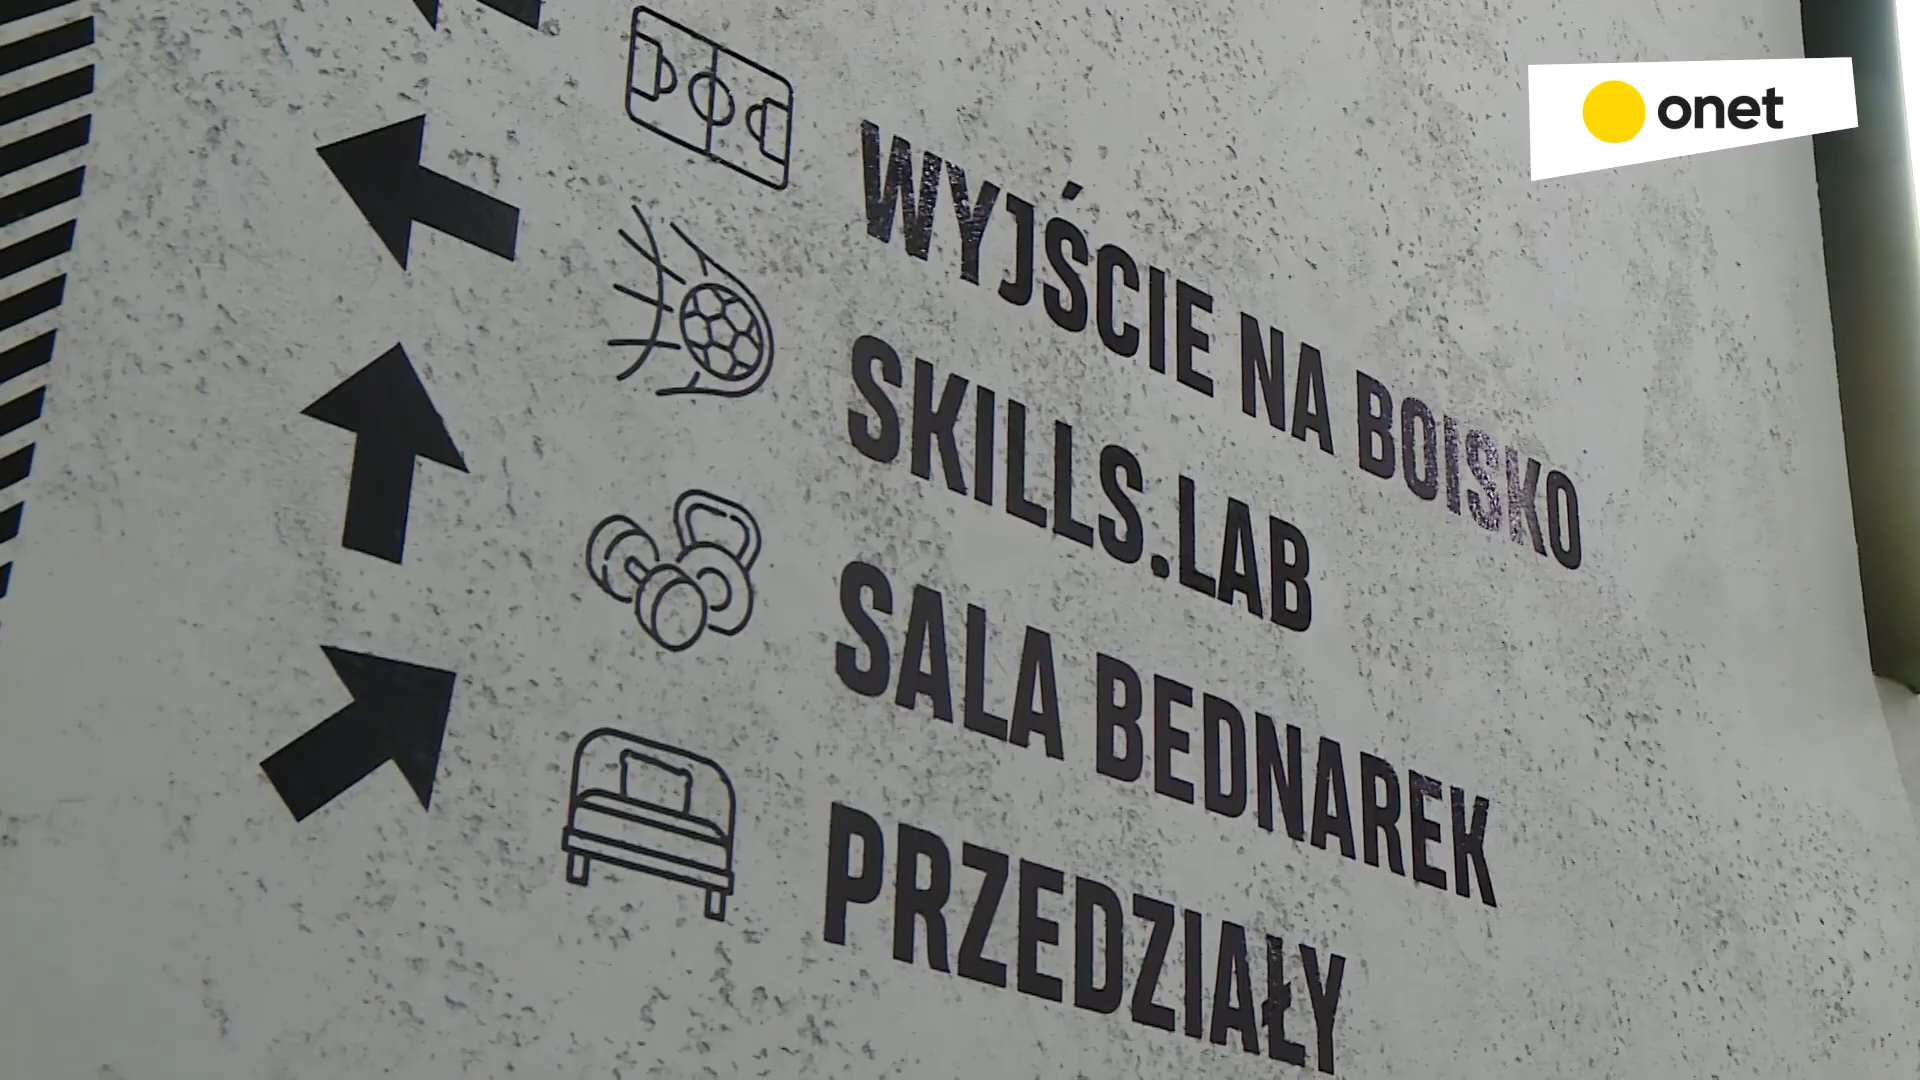 onet
WYJŚCIE NA BOISKO
SKILLS.LAB
SALA BEDNAREK
PRZEDZIAŁY